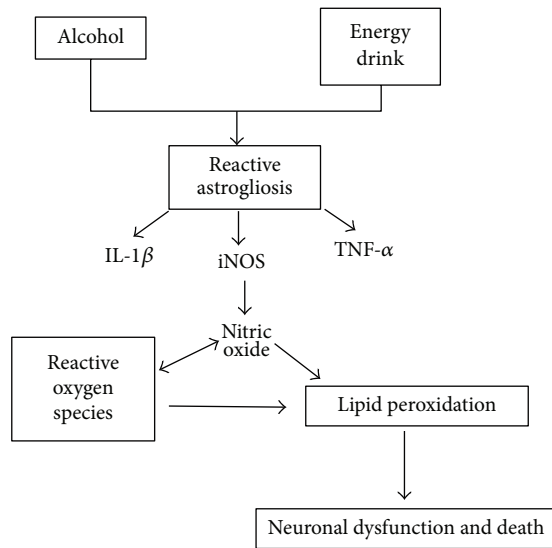 Alcohol
Energy
drink
Reactive
astrogliosis
IL-1β
iNOS
TNF-α
Nitric
oxide
Reactive
oxygen
species
Lipid peroxidation
Neuronal dysfunction and death